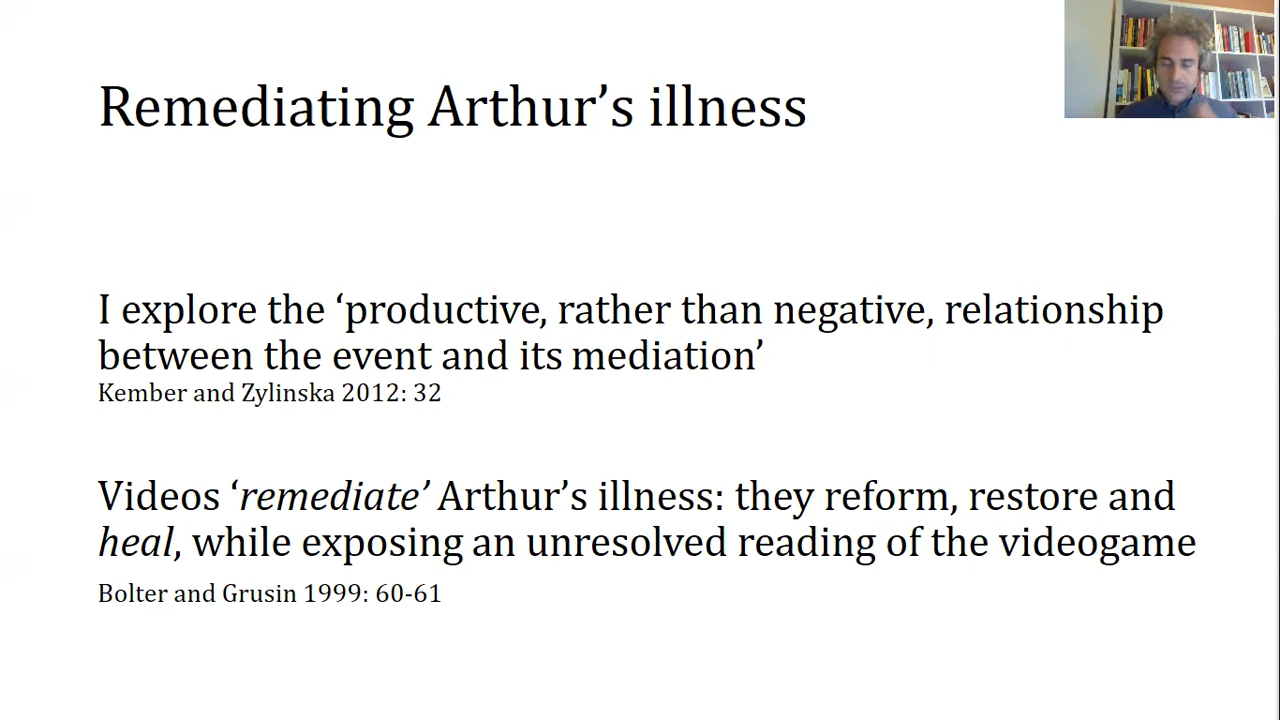 Remediating Arthur’s illness
I explore the ‘productive, rather than negative, relationship
between the event and its mediation’
Kember and Zylinska 2012: 32
Videos ‘remediate’ Arthur’s illness: they reform, restore and
heal, while exposing an unresolved reading of the videogame
Bolter and Grusin 1999: 60-61